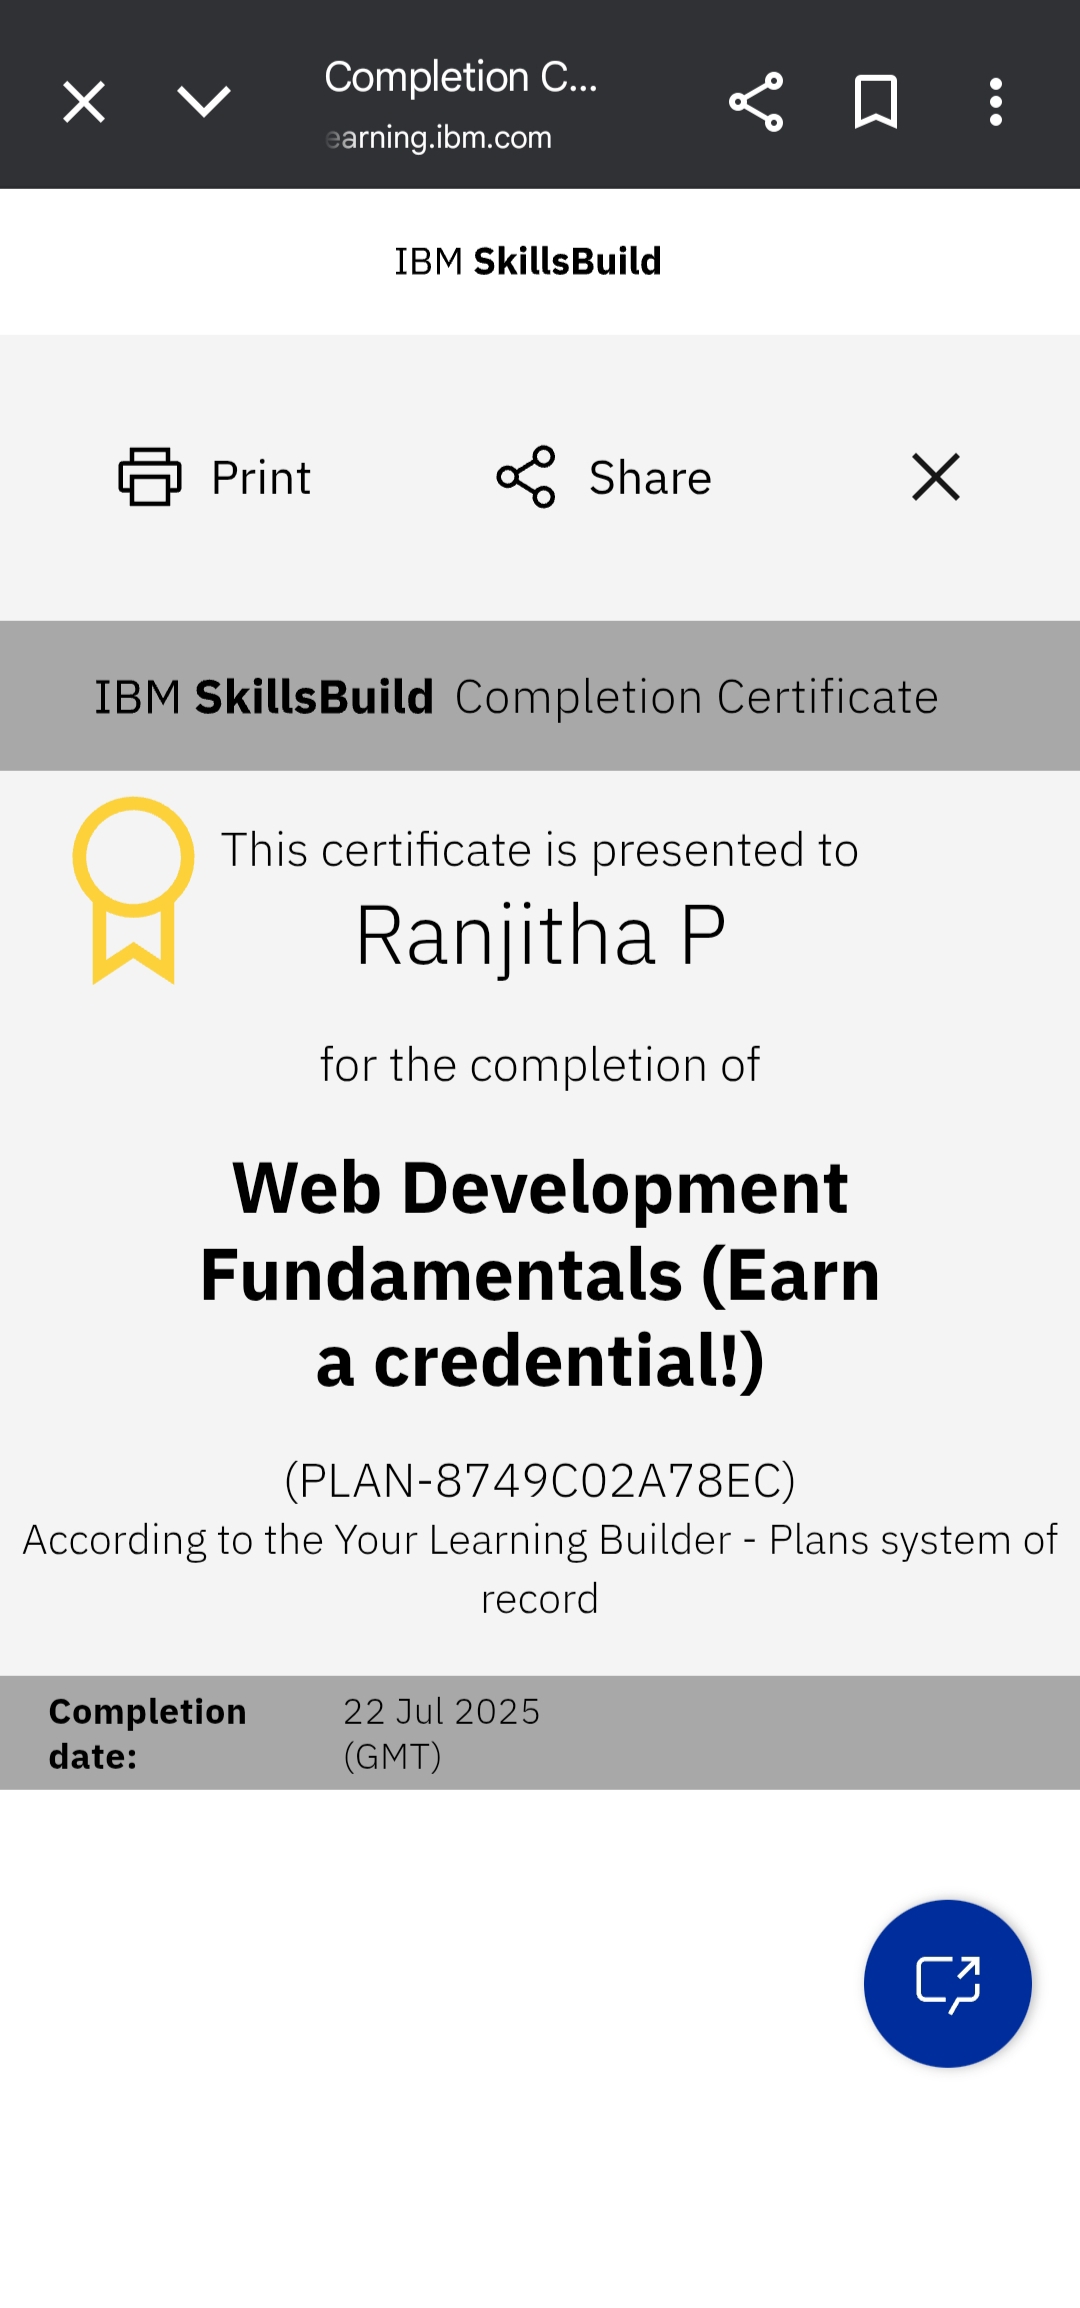 Completion C...
earning.ibm.com
IBM SkillsBuild
Print
Share
IBM SkillsBuild Completion Certificate
This certificate is presented to
Ranjitha P
for the completion of
Web Development
Fundamentals (Earn
a credential!)
(PLAN-8749C02A78EC)
According to the Your Learning Builder - Plans system of
record
Completion
date:
22 Jul 2025
(GMT)